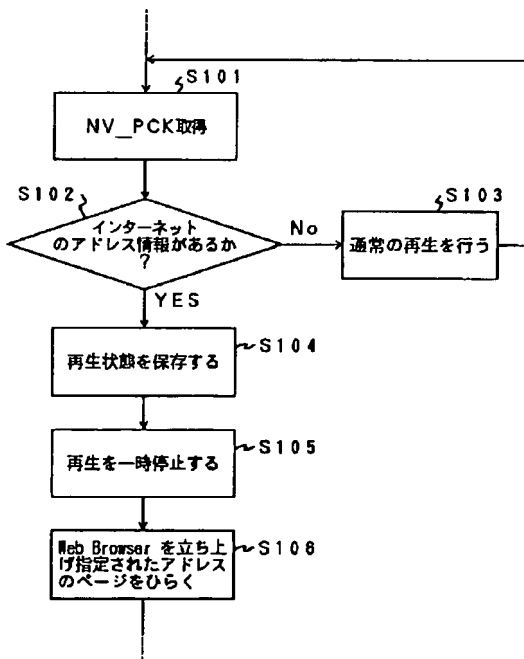 S101
NV_PCK取得
S102
インターネット
のアドレス情報があるか
?
No
S103
通常の再生を行う
YES
再生状態を保存する
S104
再生を一時停止する
S105
Web Browser を立ち上
げ指定されたアドレス
のページをひらく
S106